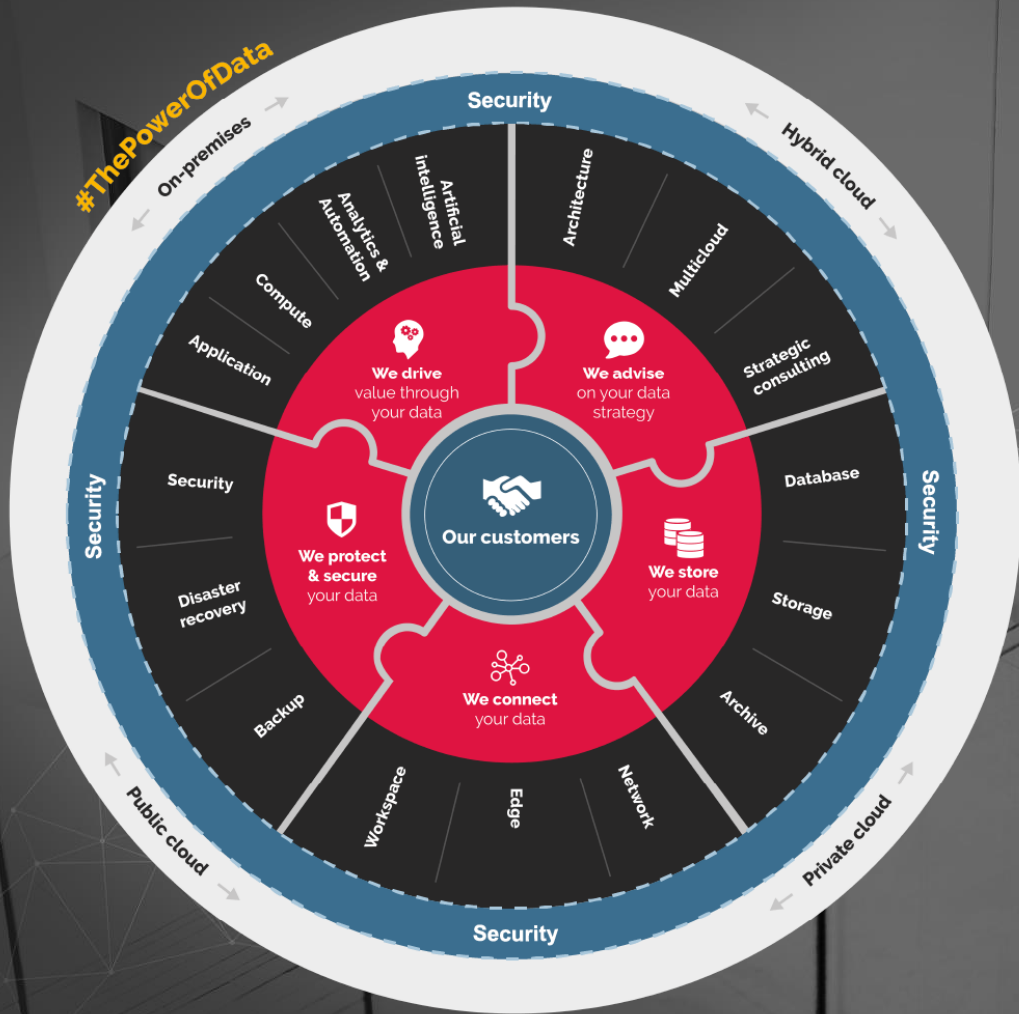 #ThePowerOfData
On-premises
Hybrid cloud
Private cloud
Public cloud
Security
Security
Security
Security
Architecture
Multicloud
Strategic
consulting
Database
Storage
Archive
Network
Edge
Workspace
Backup
Disaster
recovery
Security
Application
Compute
Analytics &
Automation
Artificial
intelligence
We drive
value through
your data
We advise
on your data
strategy
We store
your data
We connect
your data
We protect
& secure
your data
Our customers